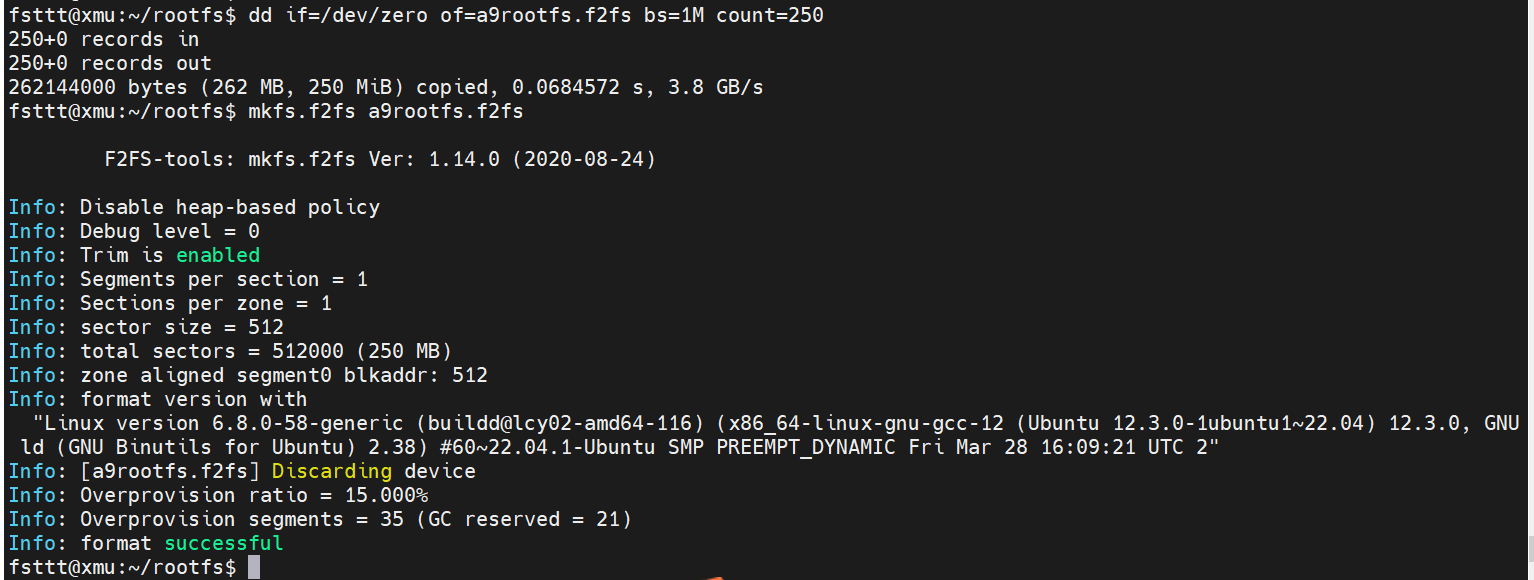 fsttt@xmu:~/rootfs$ dd if=/dev/zero of=a9rootfs.f2fs bs=1M count=250
250+0 records in
250+0 records out
262144000 bytes (262 MB, 250 MiB) copied, 0.0684572 s, 3.8 GB/s
fsttt@xmu:~/rootfs$ mkfs.f2fs a9rootfs.f2fs
F2FS-tools: mkfs.f2fs Ver: 1.14.0 (2020-08-24)
Info: Disable heap-based policy
Info: Debug level = 0
Info: Trim is enabled
Info: Segments per section = 1
Info: Sections per zone = 1
Info: sector size = 512
Info: total sectors = 512000 (250 MB)
Info: zone aligned segment0 blkaddr: 512
Info: format version with
"Linux version 6.8.0-58-generic (buildd@lcy02-amd64-116) (x86_64-linux-gnu-gcc-12 (Ubuntu 12.3.0-1ubuntu1~22.04) 12.3.0, GNU
ld (GNU Binutils for Ubuntu) 2.38) #60~22.04.1-Ubuntu SMP PREEMPT_DYNAMIC Fri Mar 28 16:09:21 UTC 2"
Info: [a9rootfs.f2fs] Discarding device
Info: Overprovision ratio = 15.000%
Info: Overprovision segments = 35 (GC reserved = 21)
Info: format successful
fsttt@xmu:~/rootfs$